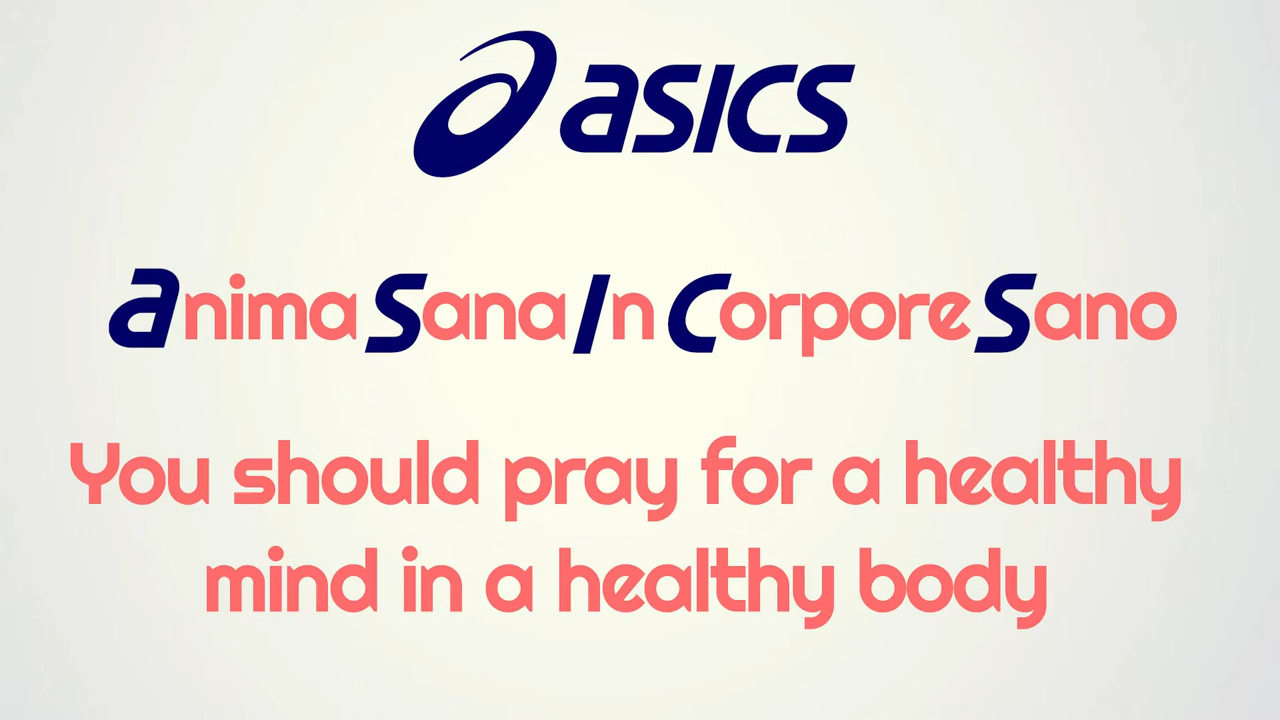 asics
Anima Sana In Corpore Sano
You should pray for a healthy
mind in a healthy body